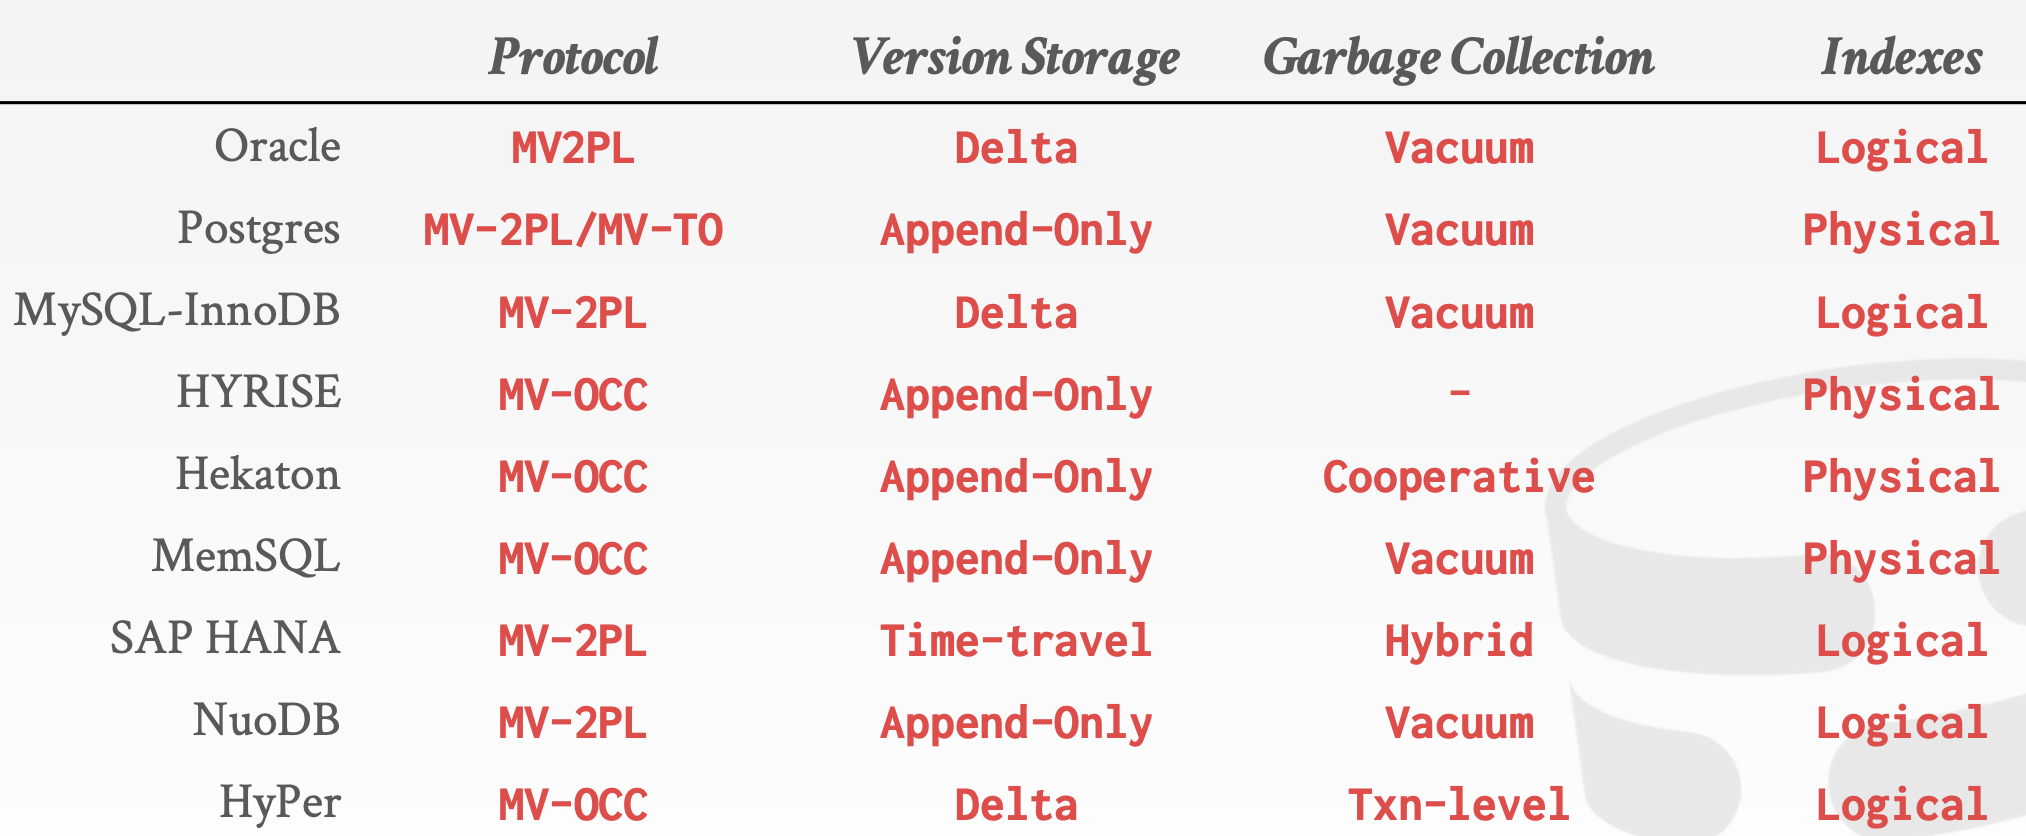 Protocol Version Storage Garbage Collection Indexes
Oracle MV2PL Delta Vacuum Logical
Postgres MV-2PL/MV-TO Append-Only Vacuum Physical
MySQL-InnoDB MV-2PL Delta Vacuum Logical
HYRISE MV-OCC Append-Only - Physical
Hekaton MV-OCC Append-Only Cooperative Physical
MemSQL MV-OCC Append-Only Vacuum Physical
SAP HANA MV-2PL Time-travel Hybrid Logical
NuoDB MV-2PL Append-Only Vacuum Logical
HyPer MV-OCC Delta Txn-level Logical